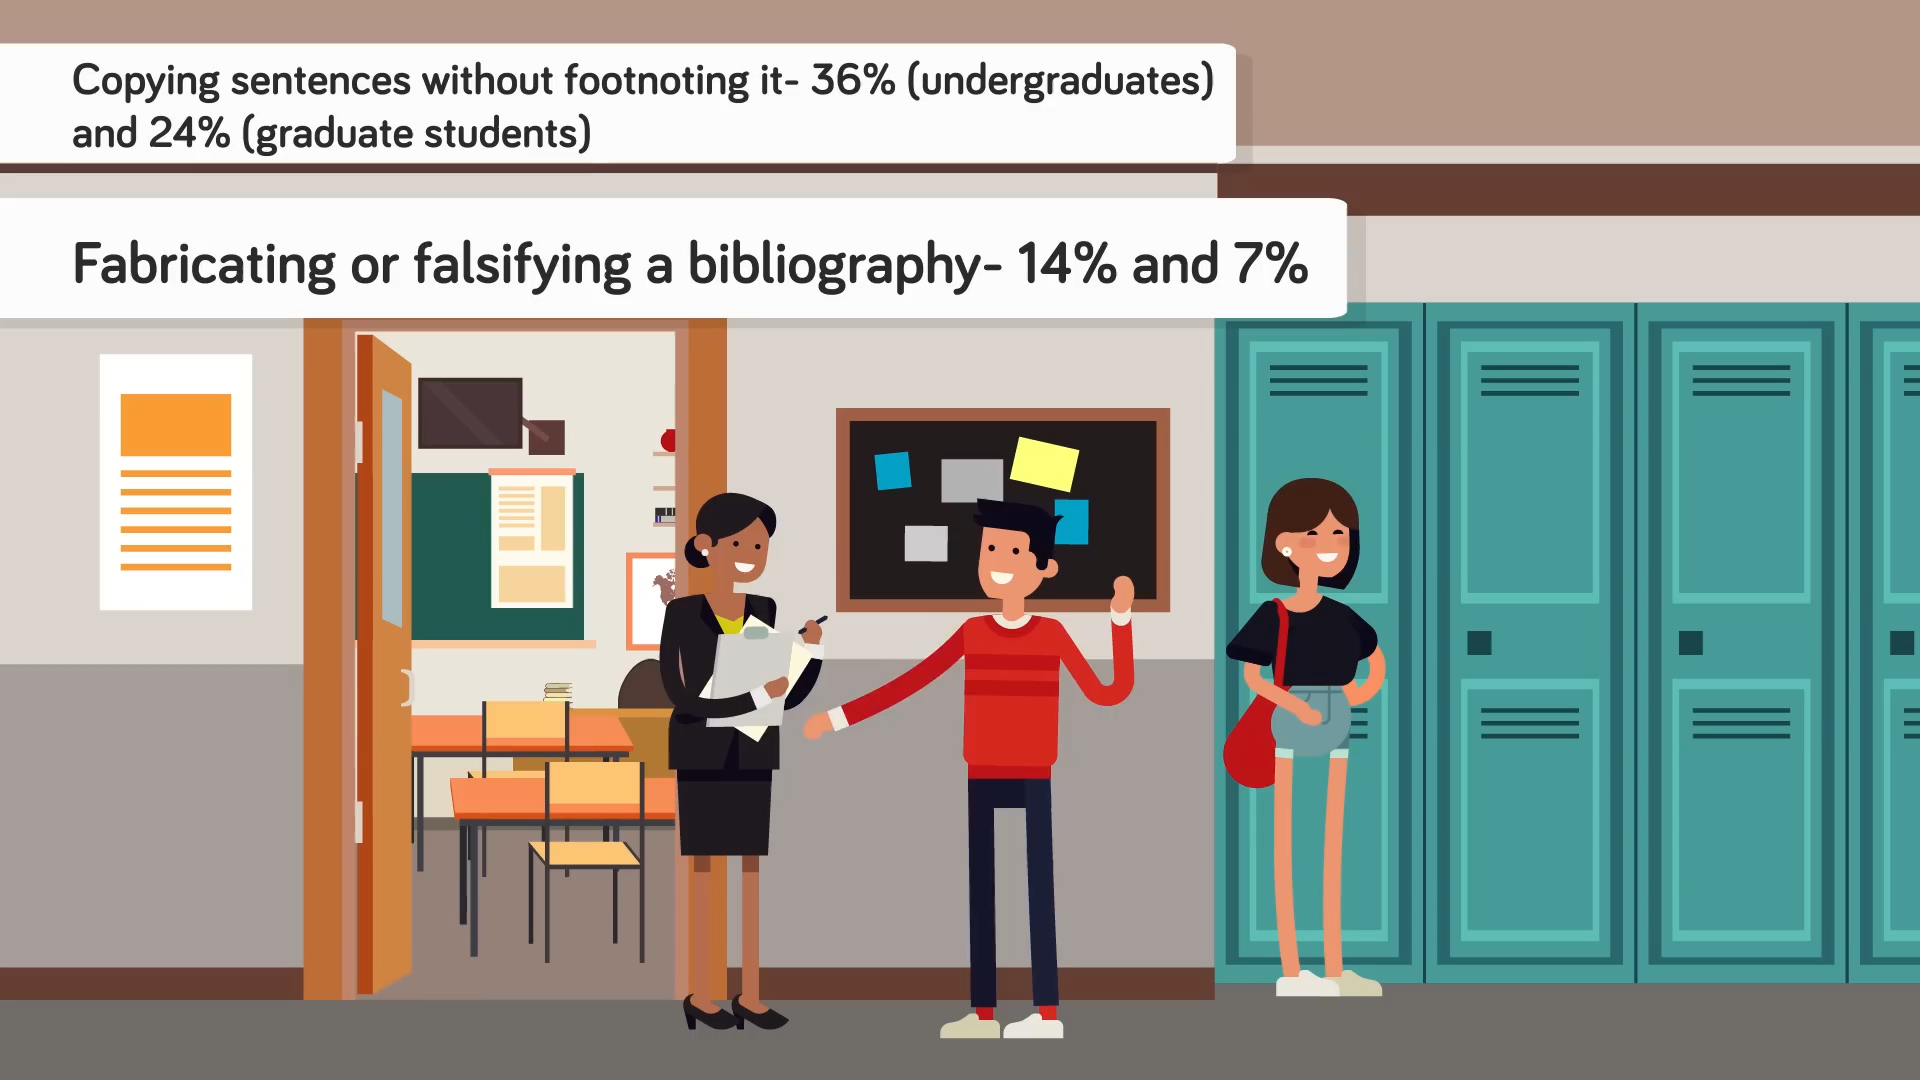 Copying sentences without footnoting it- 36% (undergraduates)
and 24% (graduate students)
Fabricating or falsifying a bibliography- 14% and 7%